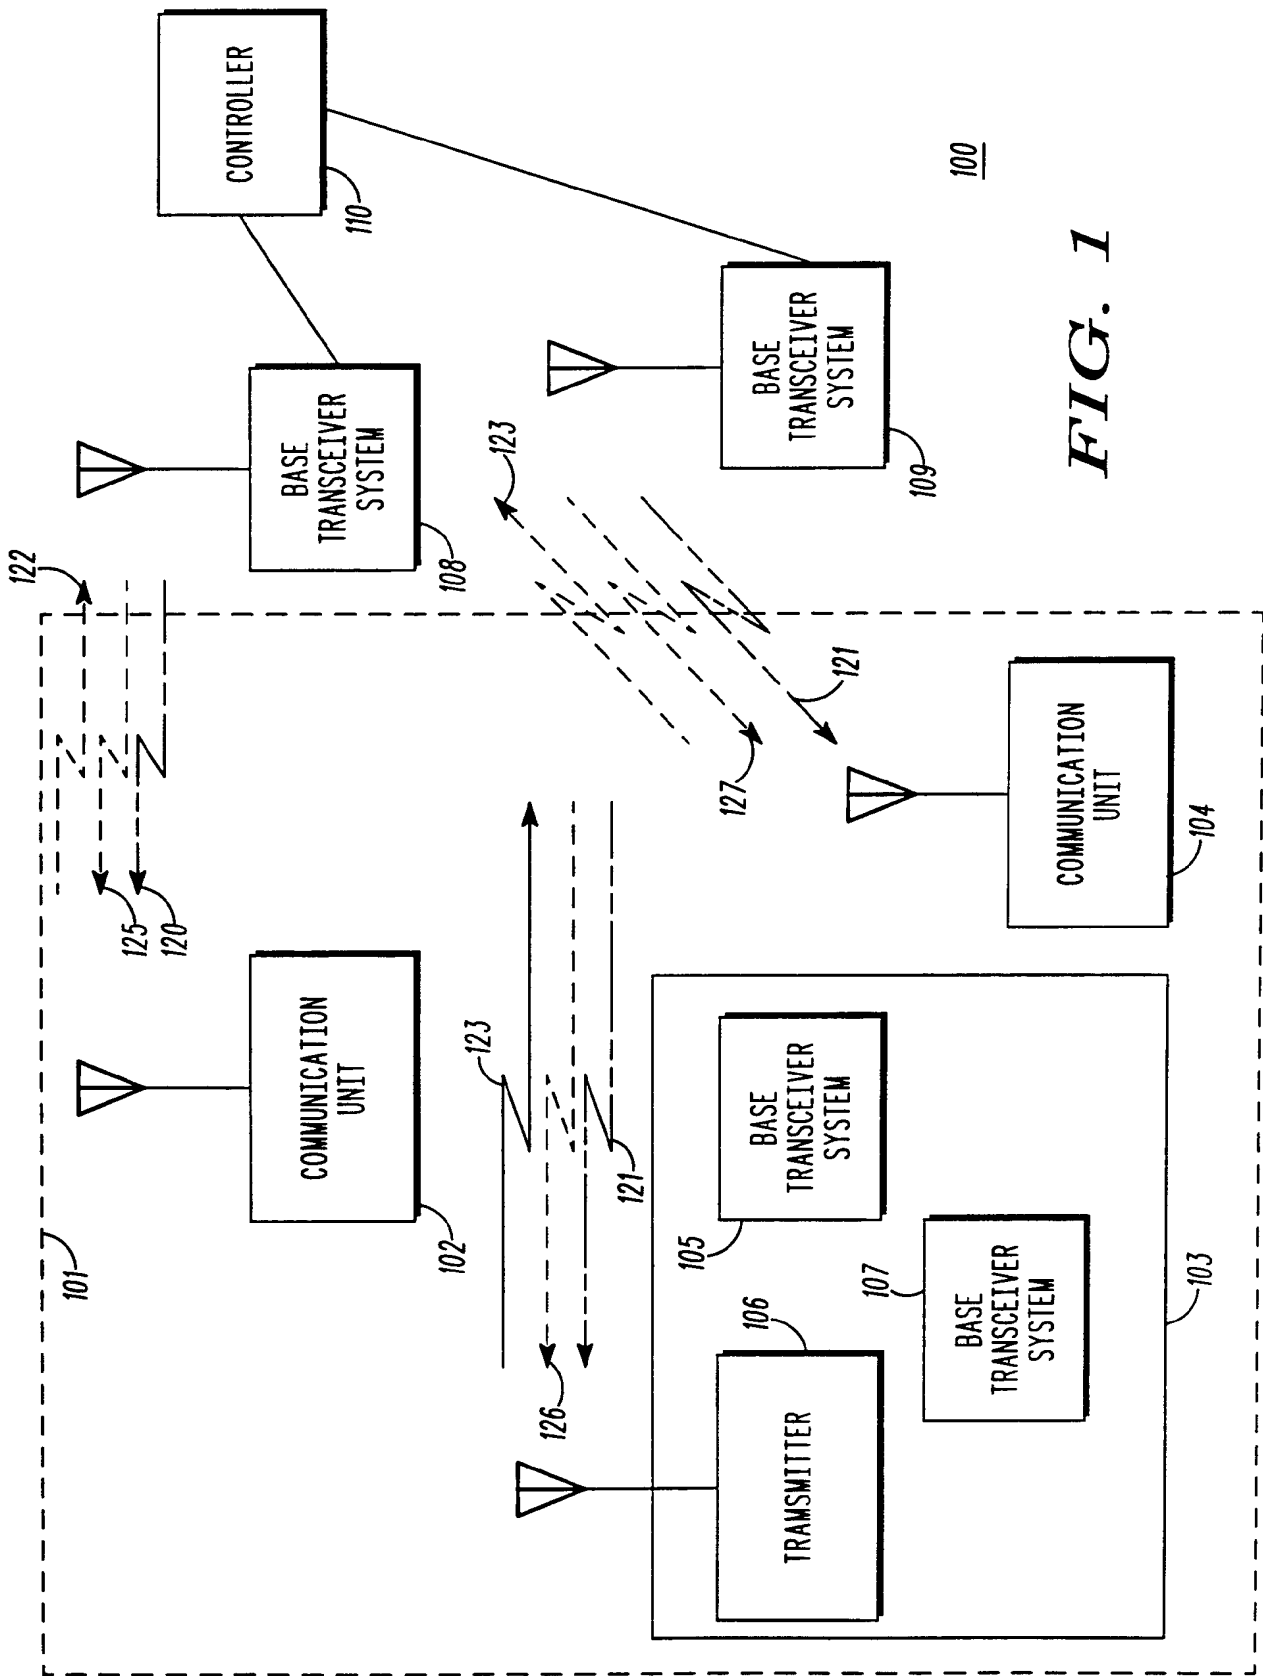 101
122
125
120
COMMUNICATION
UNIT
102
BASE
TRANSCEIVER
SYSTEM
108
CONTROLLER
110
123
121
126
123
127
121
BASE
TRANSCEIVER
SYSTEM
109
TRAMSMITTER
106
BASE
TRANSCEIVER
SYSTEM
105
BASE
TRANSCEIVER
SYSTEM
107
103
COMMUNICATION
UNIT
104
100
FIG. 1